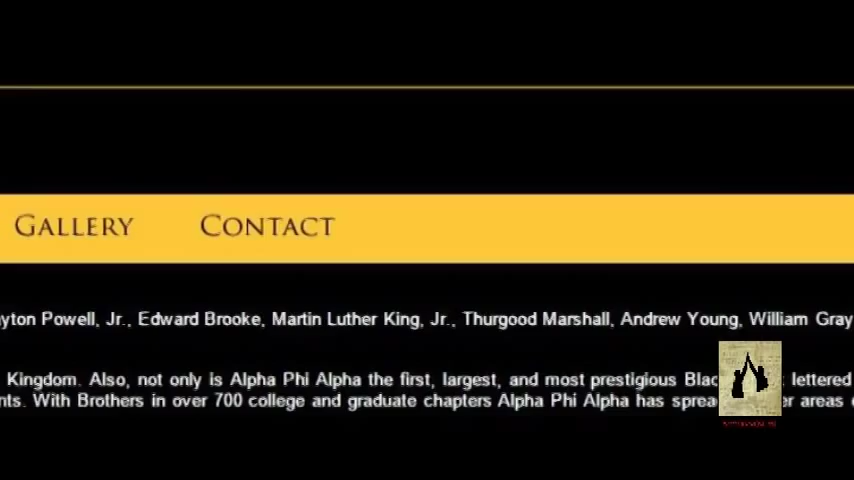 GALLERY CONTACT
yton Powell, Jr., Edward Brooke, Martin Luther King, Jr., Thurgood Marshall, Andrew Young, William Gray
Kingdom. Also, not only is Alpha Phi Alpha the first, largest, and most prestigious Blac lettered
nts. With Brothers in over 700 college and graduate chapters Alpha Phi Alpha has sprea er areas